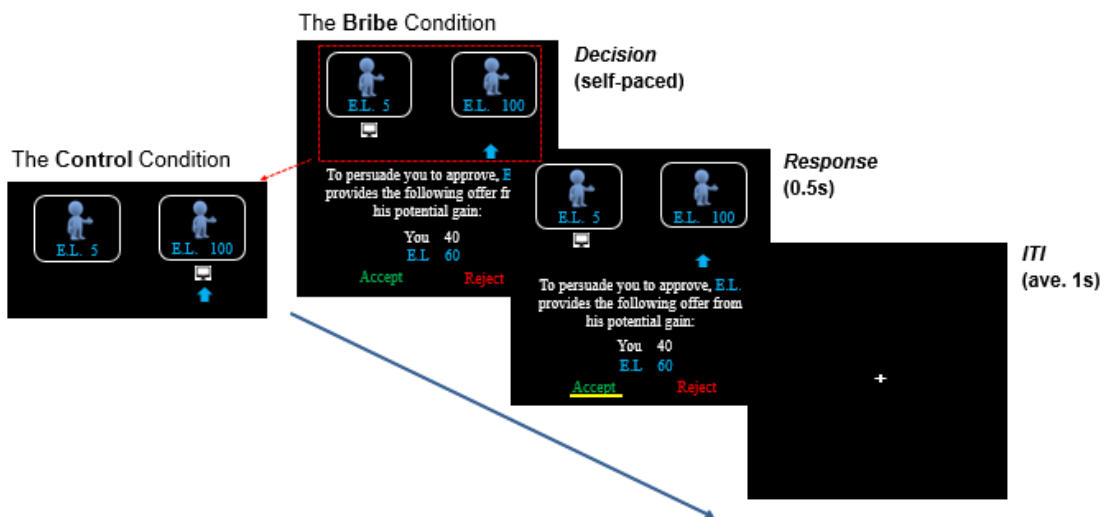 The Bribe Condition
E.L. 5
E.L. 100
Decision
(self-paced)
To persuade you to approve, E
provides the following offer fr
his potential gain:
You 40
E.L 60
Accept
Reject
The Control Condition
E.L. 5
E.L. 100
Response
(0.5s)
E.L. 5
E.L. 100
To persuade you to approve, E.L.
provides the following offer from
his potential gain:
You 40
E.L 60
Accept
Reject
ITI
(ave. 1s)